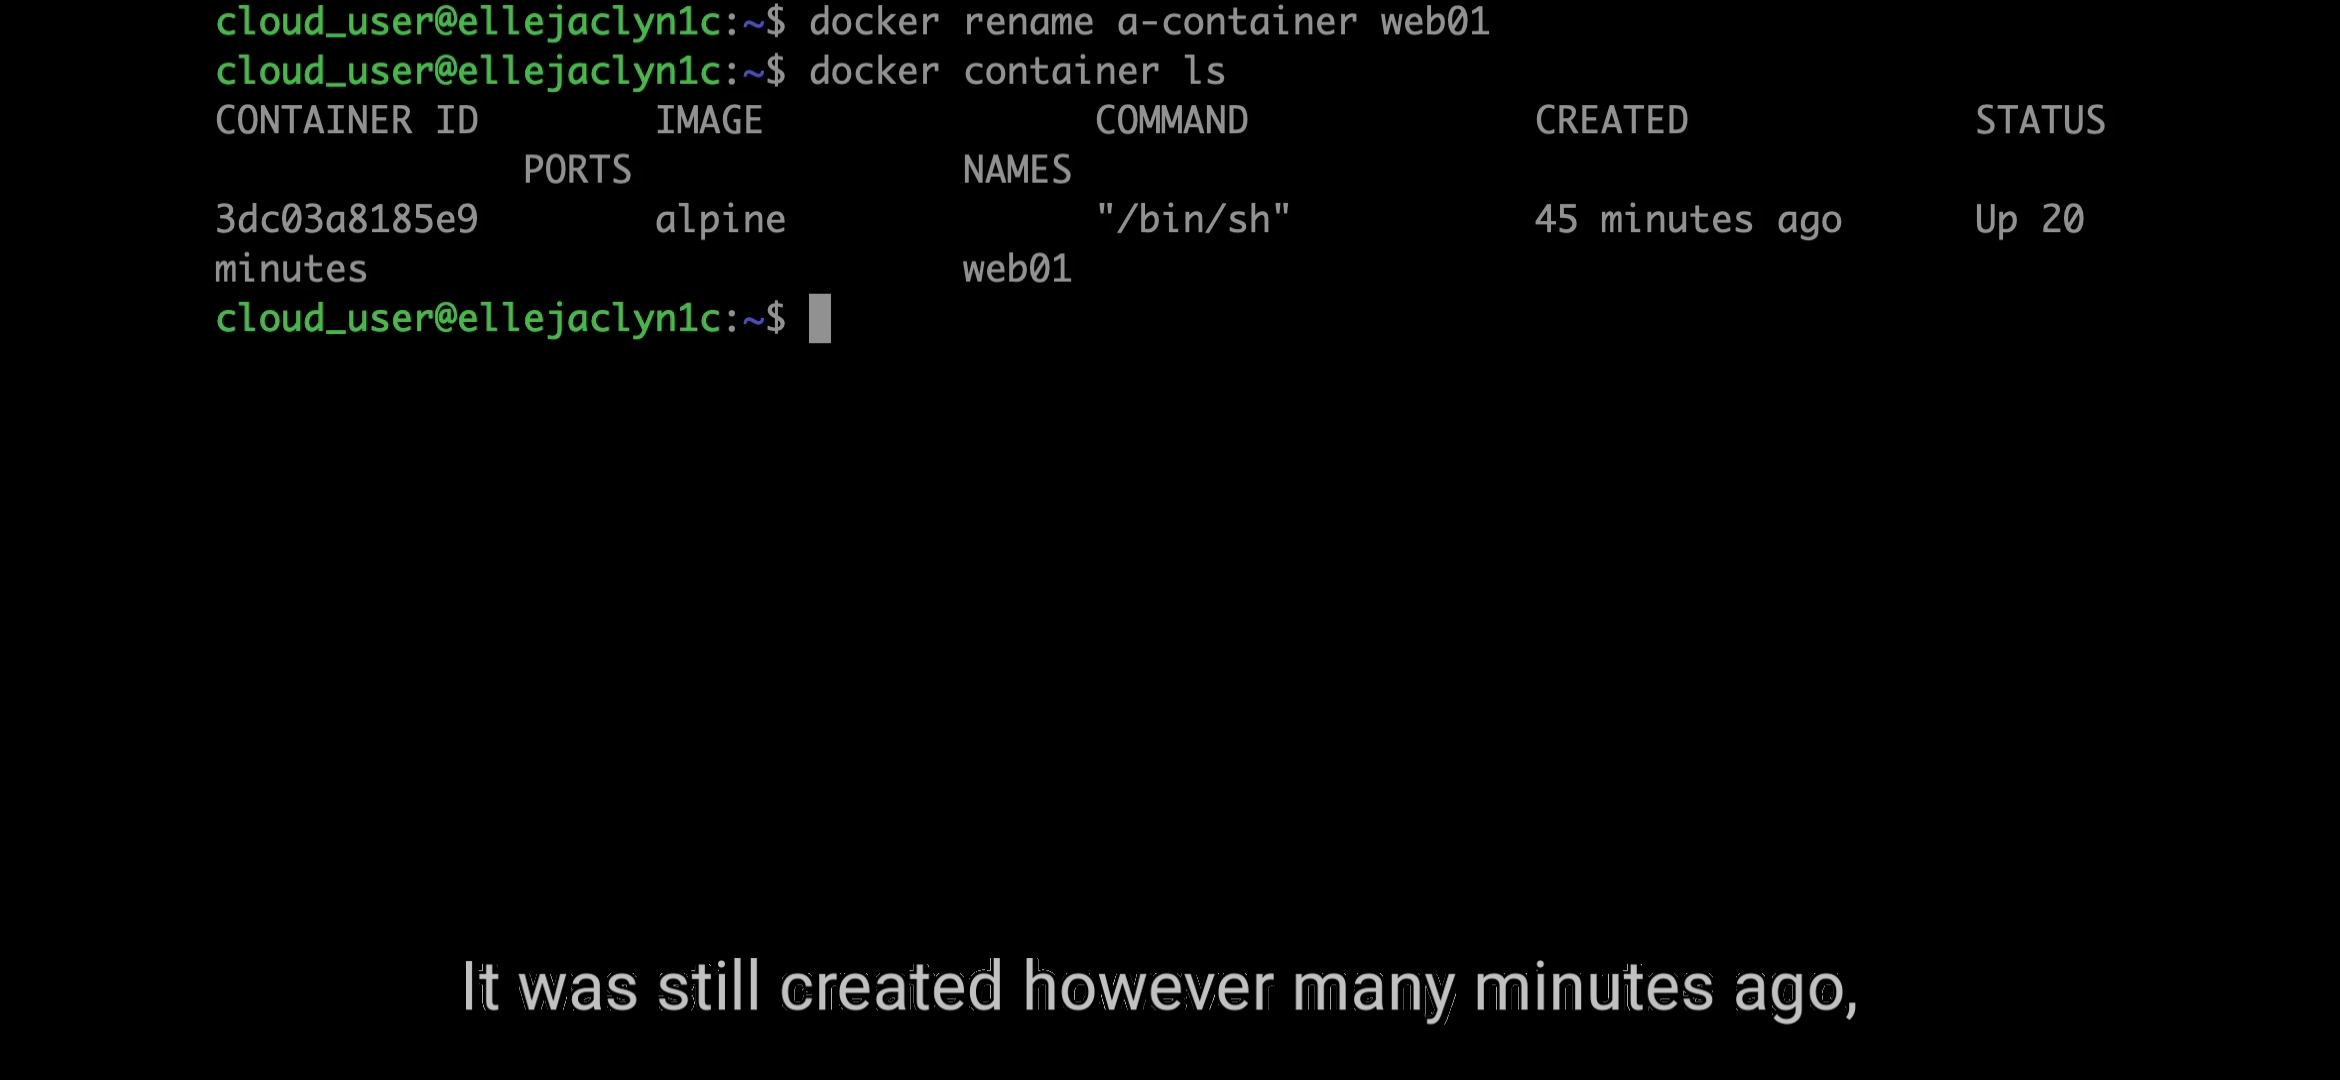 cloud_user@ellejaclyn1c:~$ docker rename a-container web01
cloud_user@ellejaclyn1c:~$ docker container ls
CONTAINER ID        IMAGE               COMMAND             CREATED             STATUS
              PORTS               NAMES
3dc03a8185e9        alpine              "/bin/sh"           45 minutes ago      Up 20
minutes                           web01
cloud_user@ellejaclyn1c:~$
It was still created however many minutes ago,